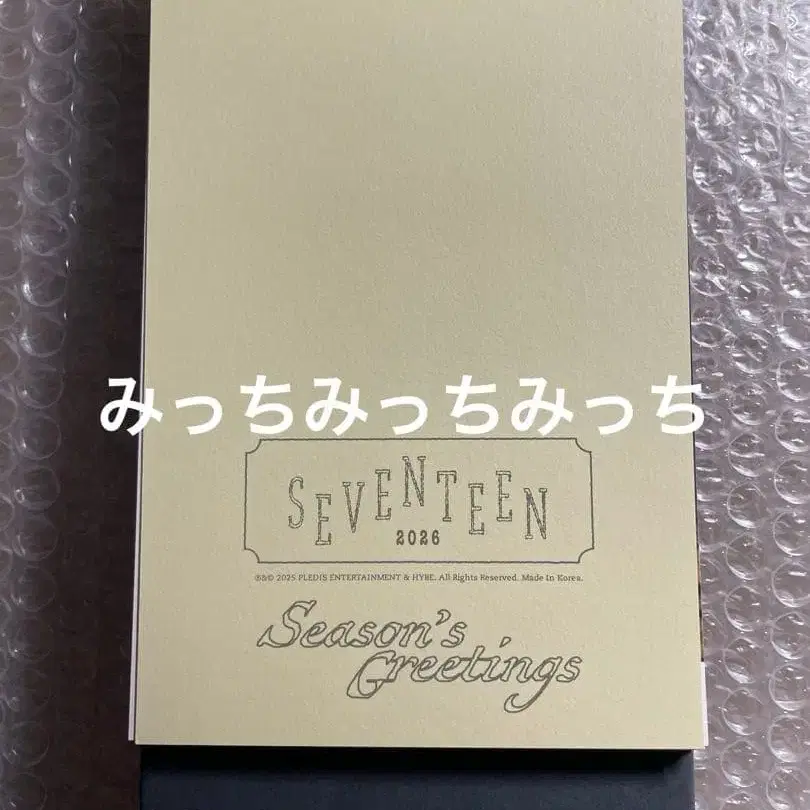 みっちみっちみっち
SEVENTEEN
2026
℗&© 2025 PLEDIS ENTERTAINMENT & HYBE. All Rights Reserved. Made In Korea.
Season's
Greetings